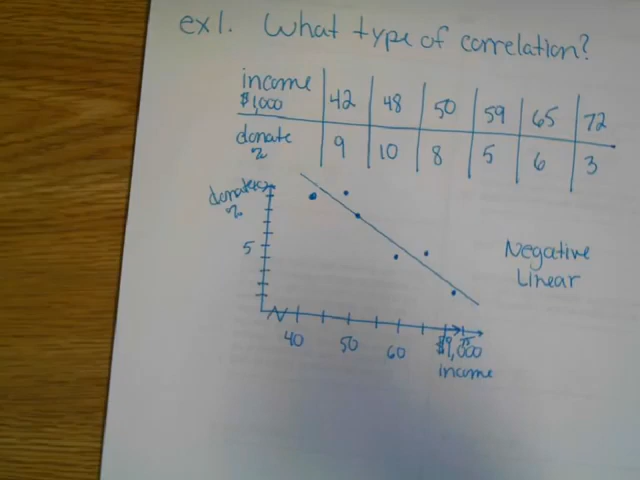 ex1. What type of correlation?
income $1,000 42 48 50 59 65 72
donate % 9 10 8 5 6 3
donate
%
5
Negative
Linear
40 50 60 $1,000
income